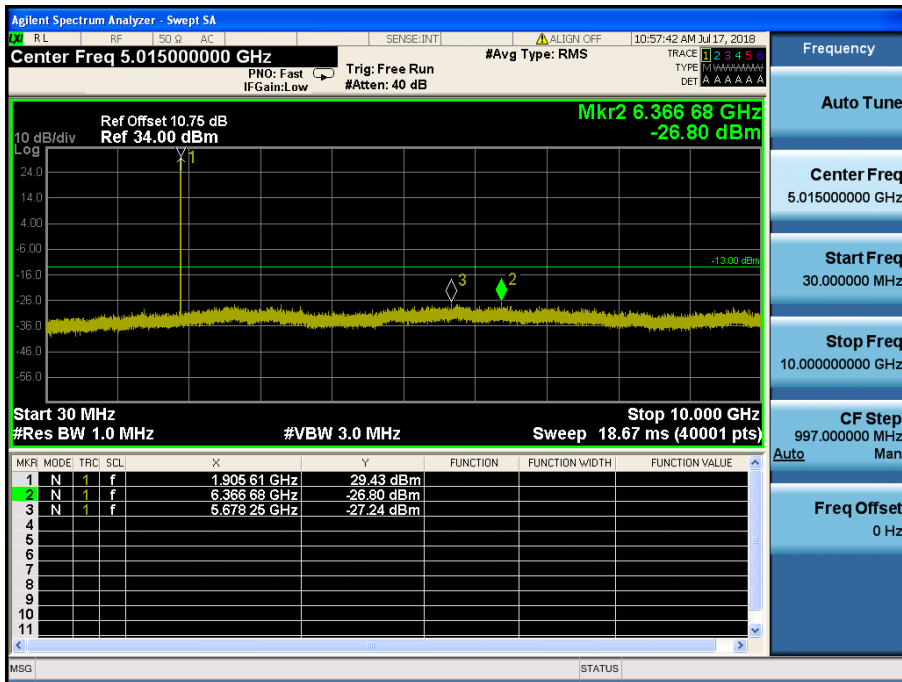 Agilent Spectrum Analyzer - Swept SA
LXI RL RF 50 Ω AC SENSE:INT ALIGN OFF 10:57:42 AM Jul 17, 2018
Center Freq 5.015000000 GHz
PNO: Fast
IFGain:Low
Trig: Free Run
#Atten: 40 dB
#Avg Type: RMS
TRACE 1 2 3 4 5 6
TYPE MWWWWW
DET A A A A A A
Frequency
Auto Tune
Center Freq
5.015000000 GHz
Start Freq
30.000000 MHz
Stop Freq
10.000000000 GHz
CF Step
997.000000 MHz
Auto Man
Freq Offset
0 Hz
Mkr2 6.366 68 GHz
-26.80 dBm
Ref Offset 10.75 dB
10 dB/div Ref 34.00 dBm
Log
1
24.0
14.0
4.00
-6.00
-13.00 dBm
-16.0
3
2
-26.0
-36.0
-46.0
-56.0
Start 30 MHz Stop 10.000 GHz
#Res BW 1.0 MHz #VBW 3.0 MHz Sweep 18.67 ms (40001 pts)
MKR MODE TRC SCL X Y FUNCTION FUNCTION WIDTH FUNCTION VALUE
1 N 1 f 1.905 61 GHz 29.43 dBm
2 N 1 f 6.366 68 GHz -26.80 dBm
3 N 1 f 5.678 25 GHz -27.24 dBm
4
5
6
7
8
9
10
11
MSG STATUS